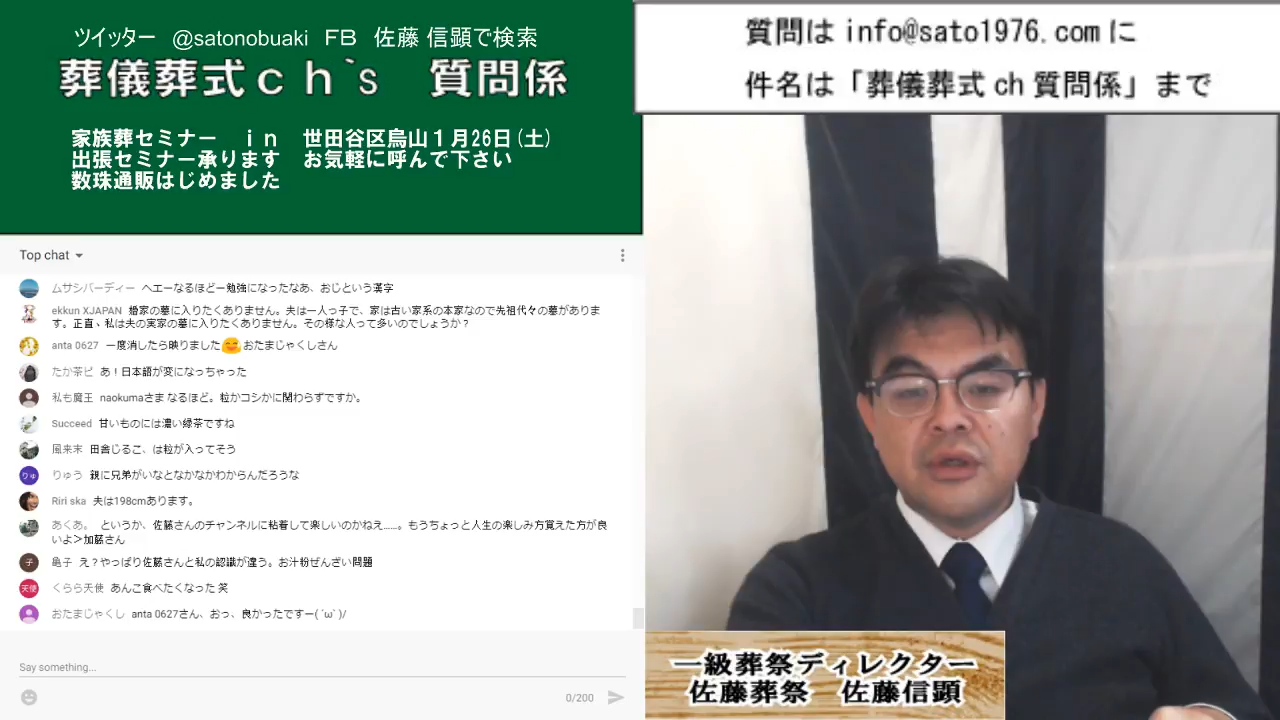 ツイッター @satonobuaki FB 佐藤 信顕で検索
葬儀葬式ch`s 質問係
家族葬セミナー in 世田谷区烏山1月26日(土)
出張セミナー承ります お気軽に呼んで下さい
数珠通販はじめました
質問は info@sato1976.com に
件名は「葬儀葬式 ch 質問係」まで
Top chat
ムサシバーディー ヘエーなるほどー勉強になったなあ、おじという漢字
ekkun XJAPAN 婚家の墓に入りたくありません。夫は一人っ子で、家は古い家系の本家なので先祖代々の墓がありま
す。正直、私は夫の実家の墓に入りたくありません。その様な人って多いのでしょうか？
anta 0627 一度消したら映りました😊おたまじゃくしさん
たか茶ピ あ！日本語が変になっちゃった
私も魔王 naokumaさま なるほど。粒かコシかに関わらずですか。
Succeed 甘いものには濃い緑茶ですね
風来末 田舎じるこ、は粒が入ってそう
りゅ りゅう 親に兄弟がいなとなかなかわからんだろうな
Riri ska 夫は198cmあります。
あくあ。 というか、佐藤さんのチャンネルに粘着して楽しいのかねえ……。もうちょっと人生の楽しみ方覚えた方が良
いよ＞加藤さん
子 亀子 え？やっぱり佐藤さんと私の認識が違う。お汁粉ぜんざい問題
天使 くらら天使 あんこ食べたくなった 笑
おたまじゃくし anta 0627さん、おっ、良かったですー( ´ω` )/
Say something...
0/200
一級葬祭ディレクター
佐藤葬祭 佐藤信顕